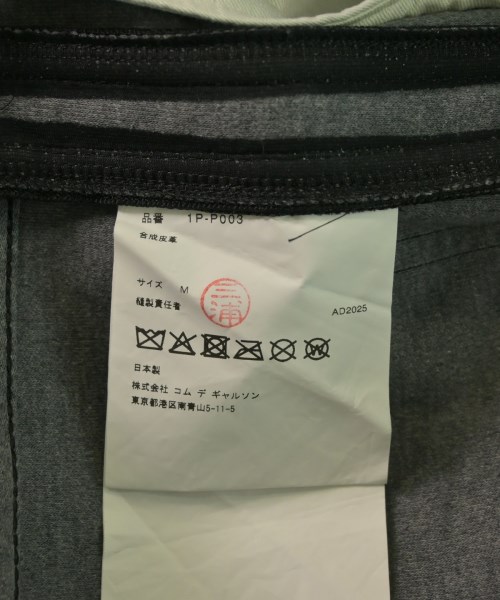 品番 1P-P003
合成皮革
サイズ M
三浦
縫製責任者
AD2025
日本製
株式会社 コム デ ギャルソン
東京都港区南青山5-11-5